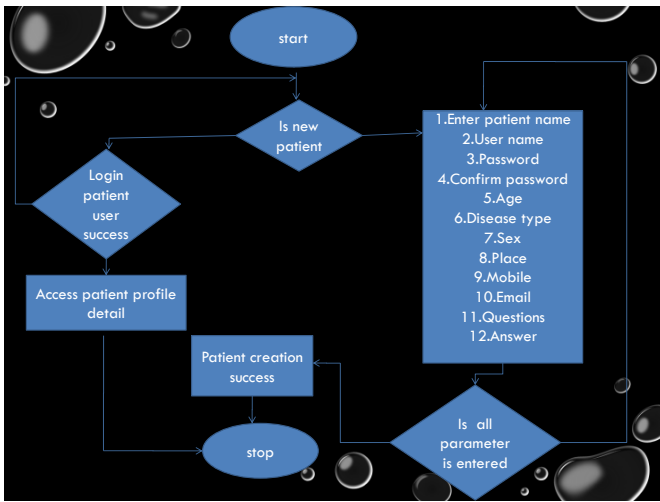 start
Is new
patient
1.Enter patient name
2.User name
3.Password
4.Confirm password
5.Age
6.Disease type
7.Sex
8.Place
9.Mobile
10.Email
11.Questions
12.Answer
Login
patient
user
success
Access patient profile
detail
Patient creation
success
Is all
parameter
is entered
stop